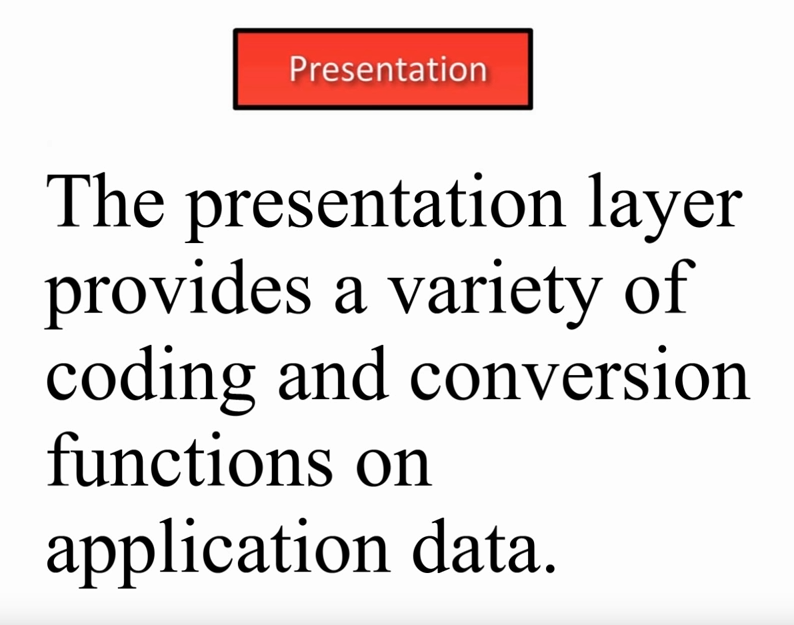 Presentation
The presentation layer
provides a variety of
coding and conversion
functions on
application data.